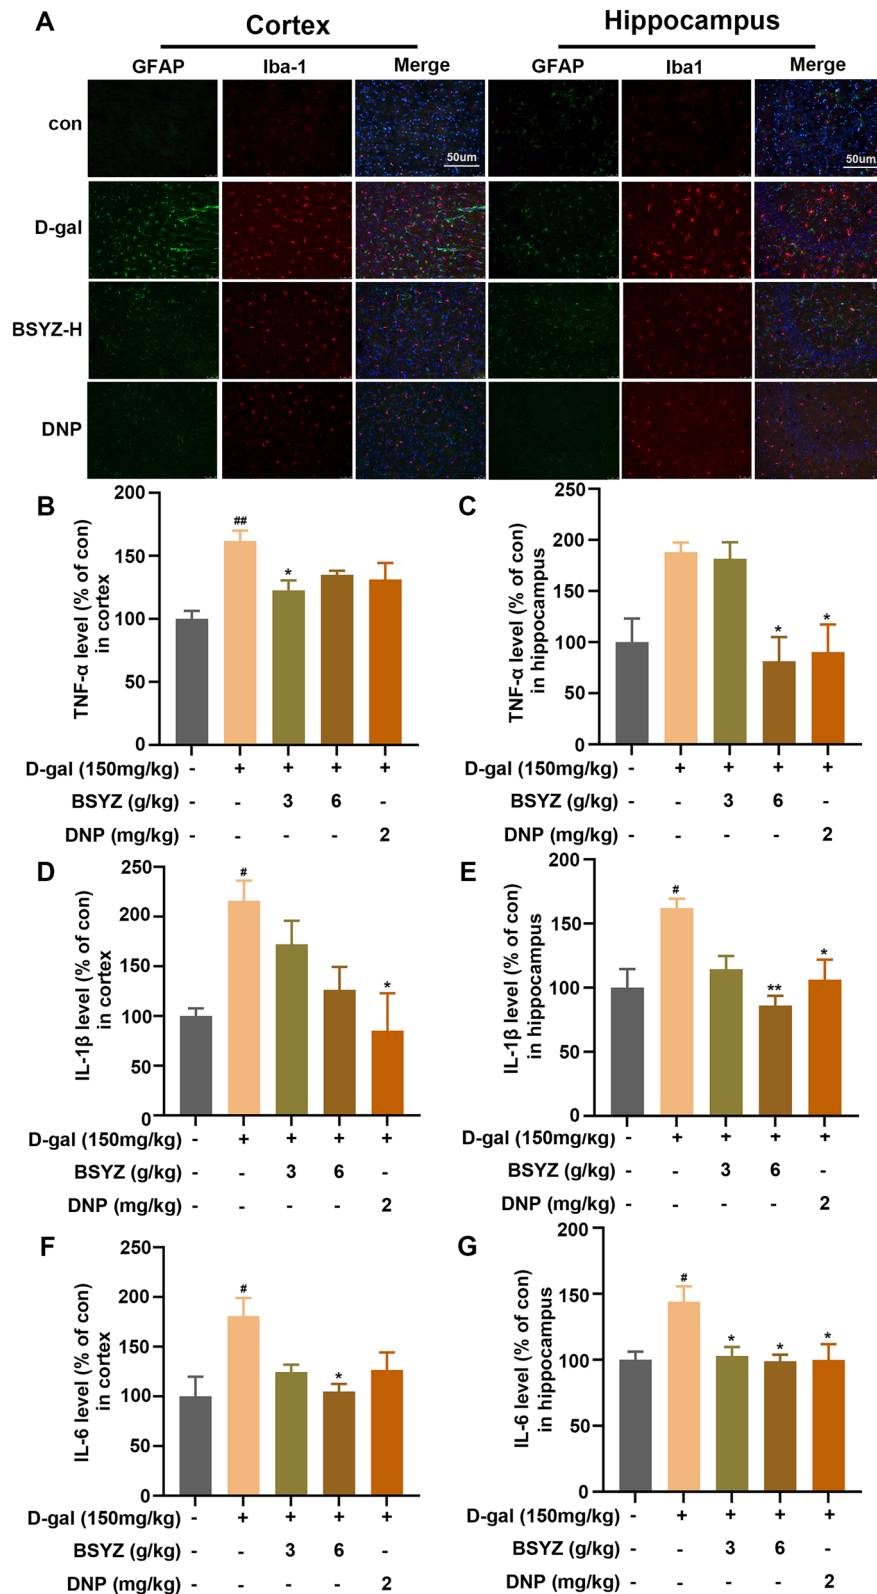 A Cortex Hippocampus
GFAP Iba-1 Merge GFAP Iba1 Merge
con
50um 50um
D-gal
BSYZ-H
DNP
B
TNF-α level (% of con)
in cortex
200
150
100
50
0
## *
D-gal (150mg/kg) - + + + +
BSYZ (g/kg) - - 3 6 -
DNP (mg/kg) - - - - 2
C
TNF-α level (% of con)
in hippocampus
250
200
150
100
50
0
* *
D-gal (150mg/kg) - + + + +
BSYZ (g/kg) - - 3 6 -
DNP (mg/kg) - - - - 2
D
IL-1β level (% of con)
in cortex
250
200
150
100
50
0
# *
D-gal (150mg/kg) - + + + +
BSYZ (g/kg) - - 3 6 -
DNP (mg/kg) - - - - 2
E
IL-1β level (% of con)
in hippocampus
200
150
100
50
0
# ** *
D-gal (150mg/kg) - + + + +
BSYZ (g/kg) - - 3 6 -
DNP (mg/kg) - - - - 2
F
IL-6 level (% of con)
in cortex
250
200
150
100
50
0
# *
D-gal (150mg/kg) - + + + +
BSYZ (g/kg) - - 3 6 -
DNP (mg/kg) - - - - 2
G
IL-6 level (% of con)
in hippocampus
200
150
100
50
0
# * * *
D-gal (150mg/kg) - + + + +
BSYZ (g/kg) - - 3 6 -
DNP (mg/kg) - - - - 2